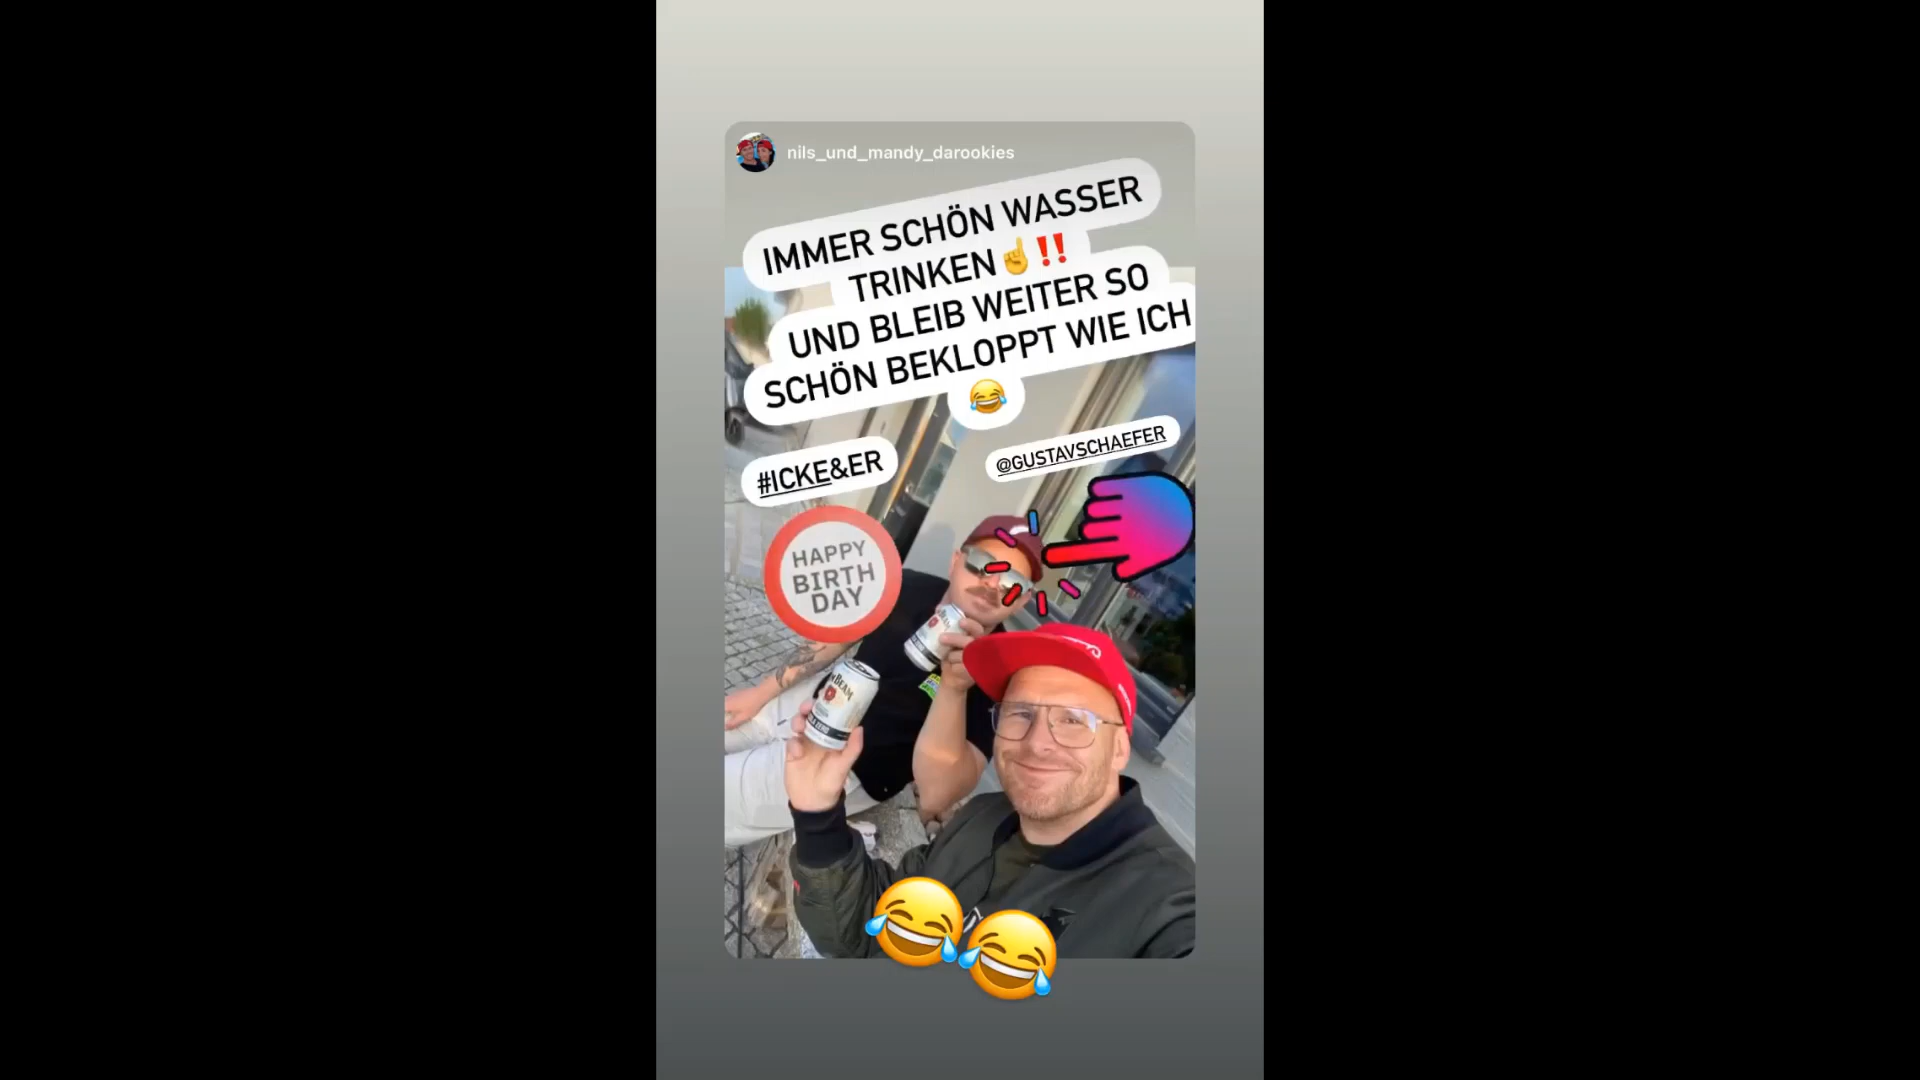 nils_und_mandy_darookies
IMMER SCHÖN WASSER
TRINKEN☝️‼️
UND BLEIB WEITER SO
SCHÖN BEKLOPPT WIE ICH
😂
@GUSTAVSCHAEFER
#ICKE&ER
HAPPY
BIRTH
DAY
BEAM